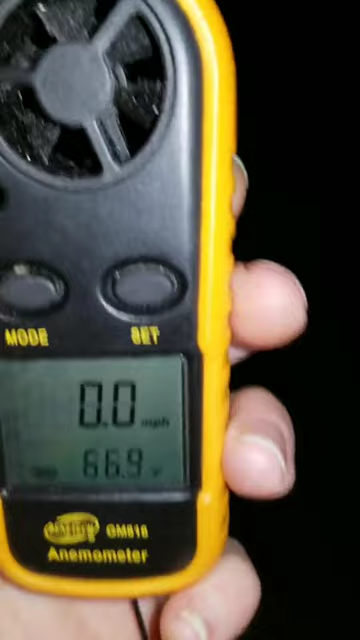 MODE SET
0.0 mph
66.9 °F
GM816
Anemometer